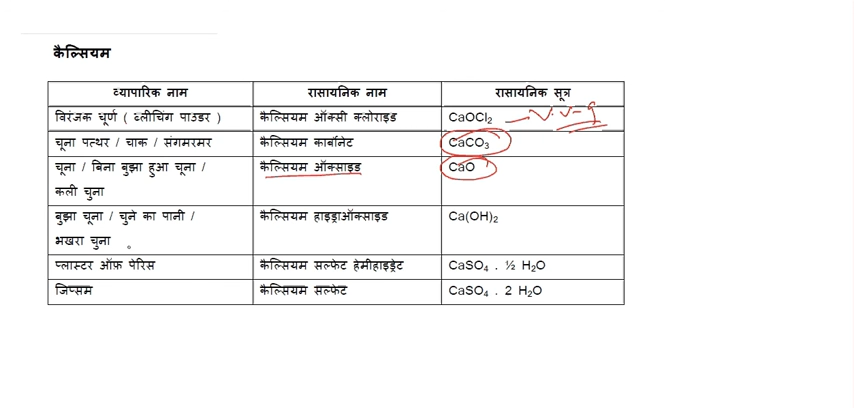 कैल्सियम
व्यापारिक नाम रासायनिक नाम रासायनिक सूत्र
विरंजक चूर्ण ( ब्लीचिंग पाउडर ) कैल्सियम ऑक्सी क्लोराइड CaOCl₂ V.V-g
चूना पत्थर / चाक / संगमरमर कैल्सियम कार्बोनेट CaCO₃
चूना / बिना बुझा हुआ चूना / कैल्सियम ऑक्साइड CaO
कली चुना
बुझा चूना / चुने का पानी / कैल्सियम हाइड्राऑक्साइड Ca(OH)₂
भखरा चुना
प्लास्टर ऑफ़ पेरिस कैल्सियम सल्फेट हेमीहाइड्रेट CaSO₄ . ½ H₂O
जिप्सम कैल्सियम सल्फेट CaSO₄ . 2 H₂O